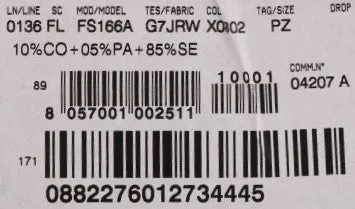 LN/LINE SC MOD/MODEL TES/FABRIC COL TAG/SIZE DROP
0136 FL FS166A G7JRW X0402 PZ
10%CO+05%PA+85%SE
10001 COMM.N°
04207 A
89
8 057001 002511
171
0882276012734445